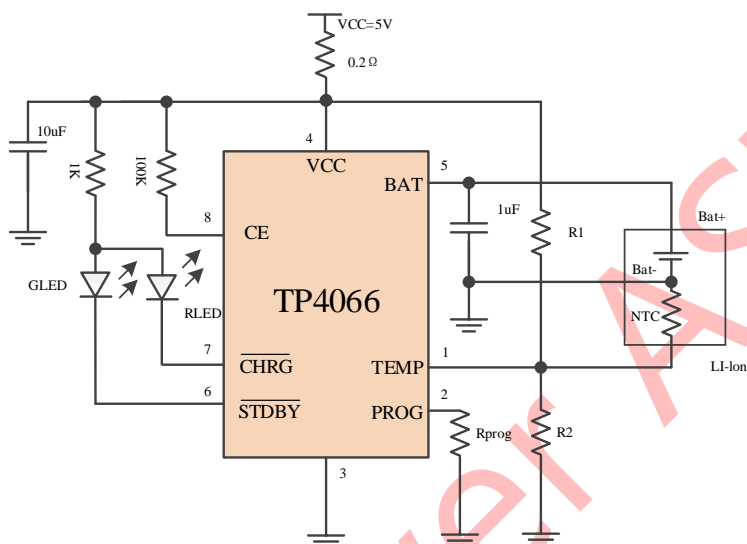 VCC=5V
0.2Ω
10uF
1K
100K
4
VCC
5
BAT
8
CE
1uF
R1
Bat+
Bat-
GLED
RLED
TP4066
NTC
7
CHRG
TEMP
1
LI-lon
6
STDBY
PROG
2
Rprog
R2
3